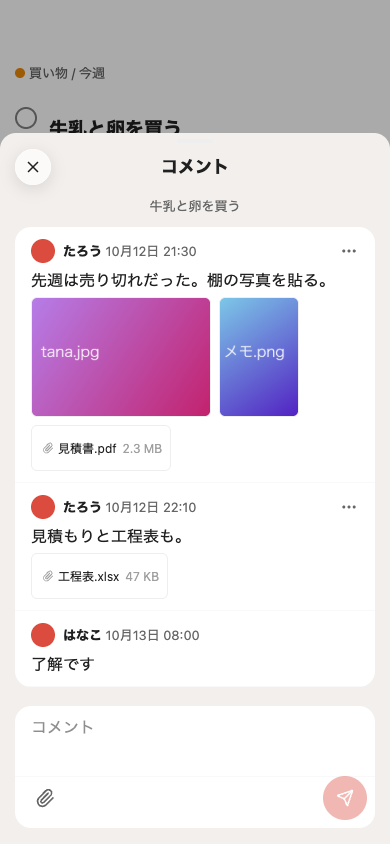 買い物 / 今週
牛乳と卵を買う
コメント
牛乳と卵を買う
たろう 10月12日 21:30
先週は売り切れだった。棚の写真を貼る。
tana.jpg
メモ.png
見積書.pdf 2.3 MB
たろう 10月12日 22:10
見積もりと工程表も。
工程表.xlsx 47 KB
はなこ 10月13日 08:00
了解です
コメント